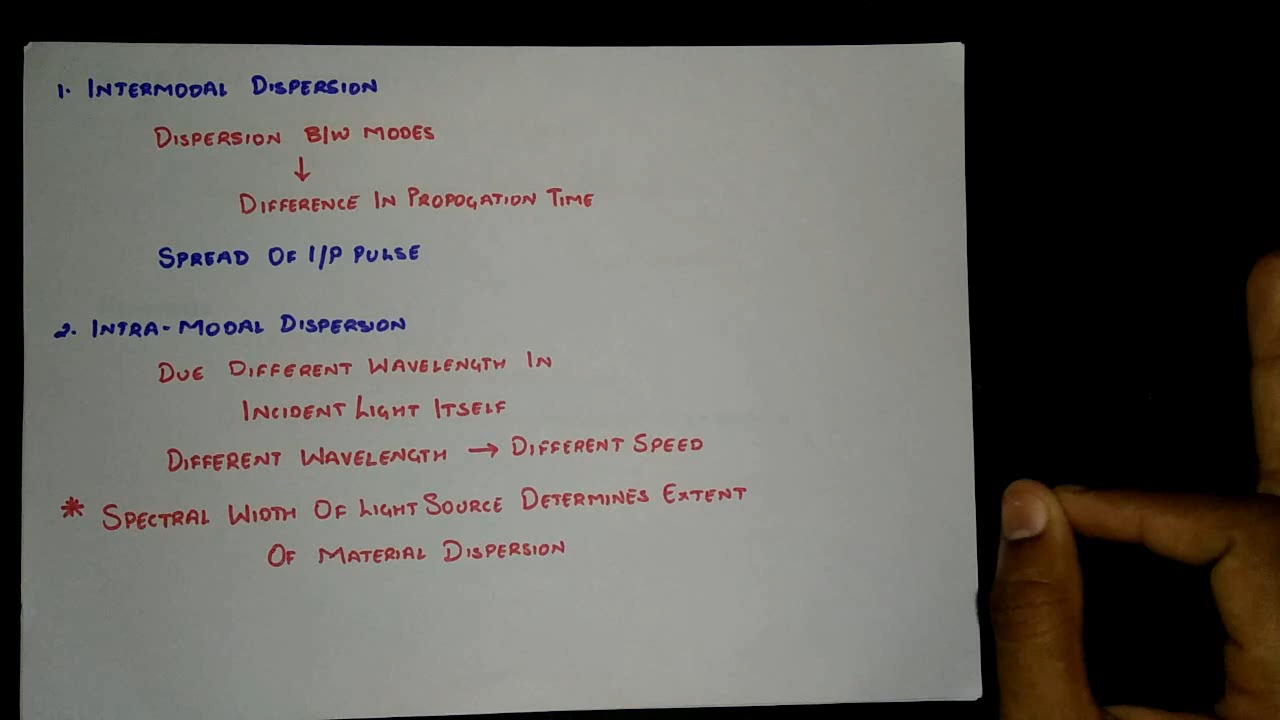 1. INTERMODAL DISPERSION
DISPERSION B/W MODES
↓
DIFFERENCE IN PROPOGATION TIME
SPREAD OF I/P PULSE
2. INTRA-MODAL DISPERSION
DUE DIFFERENT WAVELENGTH IN
INCIDENT LIGHT ITSELF
DIFFERENT WAVELENGTH → DIFFERENT SPEED
* SPECTRAL WIDTH OF LIGHT SOURCE DETERMINES EXTENT
OF MATERIAL DISPERSION